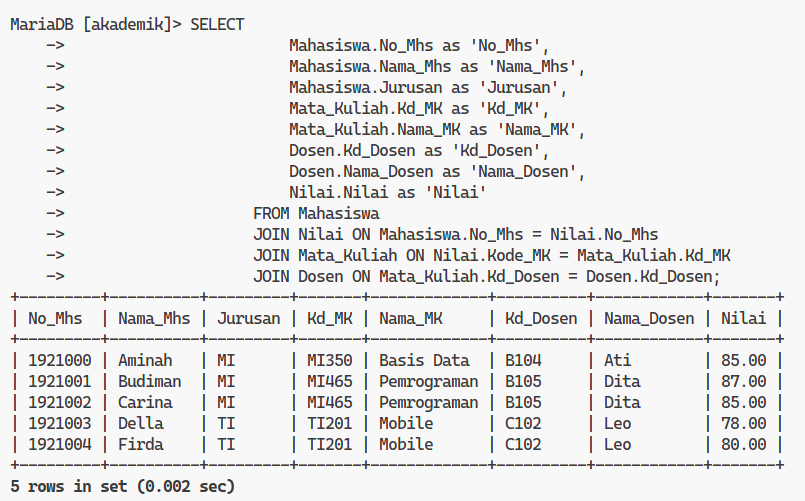 MariaDB [akademik]> SELECT
    ->                         Mahasiswa.No_Mhs as 'No_Mhs',
    ->                         Mahasiswa.Nama_Mhs as 'Nama_Mhs',
    ->                         Mahasiswa.Jurusan as 'Jurusan',
    ->                         Mata_Kuliah.Kd_MK as 'Kd_MK',
    ->                         Mata_Kuliah.Nama_MK as 'Nama_MK',
    ->                         Dosen.Kd_Dosen as 'Kd_Dosen',
    ->                         Dosen.Nama_Dosen as 'Nama_Dosen',
    ->                         Nilai.Nilai as 'Nilai'
    ->                     FROM Mahasiswa
    ->                     JOIN Nilai ON Mahasiswa.No_Mhs = Nilai.No_Mhs
    ->                     JOIN Mata_Kuliah ON Nilai.Kode_MK = Mata_Kuliah.Kd_MK
    ->                     JOIN Dosen ON Mata_Kuliah.Kd_Dosen = Dosen.Kd_Dosen;
+---------+----------+---------+-------+-------------+----------+------------+-------+
| No_Mhs  | Nama_Mhs | Jurusan | Kd_MK | Nama_MK     | Kd_Dosen | Nama_Dosen | Nilai |
+---------+----------+---------+-------+-------------+----------+------------+-------+
| 1921000 | Aminah   | MI      | MI350 | Basis Data  | B104     | Ati        | 85.00 |
| 1921001 | Budiman  | MI      | MI465 | Pemrograman | B105     | Dita       | 87.00 |
| 1921002 | Carina   | MI      | MI465 | Pemrograman | B105     | Dita       | 85.00 |
| 1921003 | Della    | TI      | TI201 | Mobile      | C102     | Leo        | 78.00 |
| 1921004 | Firda    | TI      | TI201 | Mobile      | C102     | Leo        | 80.00 |
+---------+----------+---------+-------+-------------+----------+------------+-------+
5 rows in set (0.002 sec)